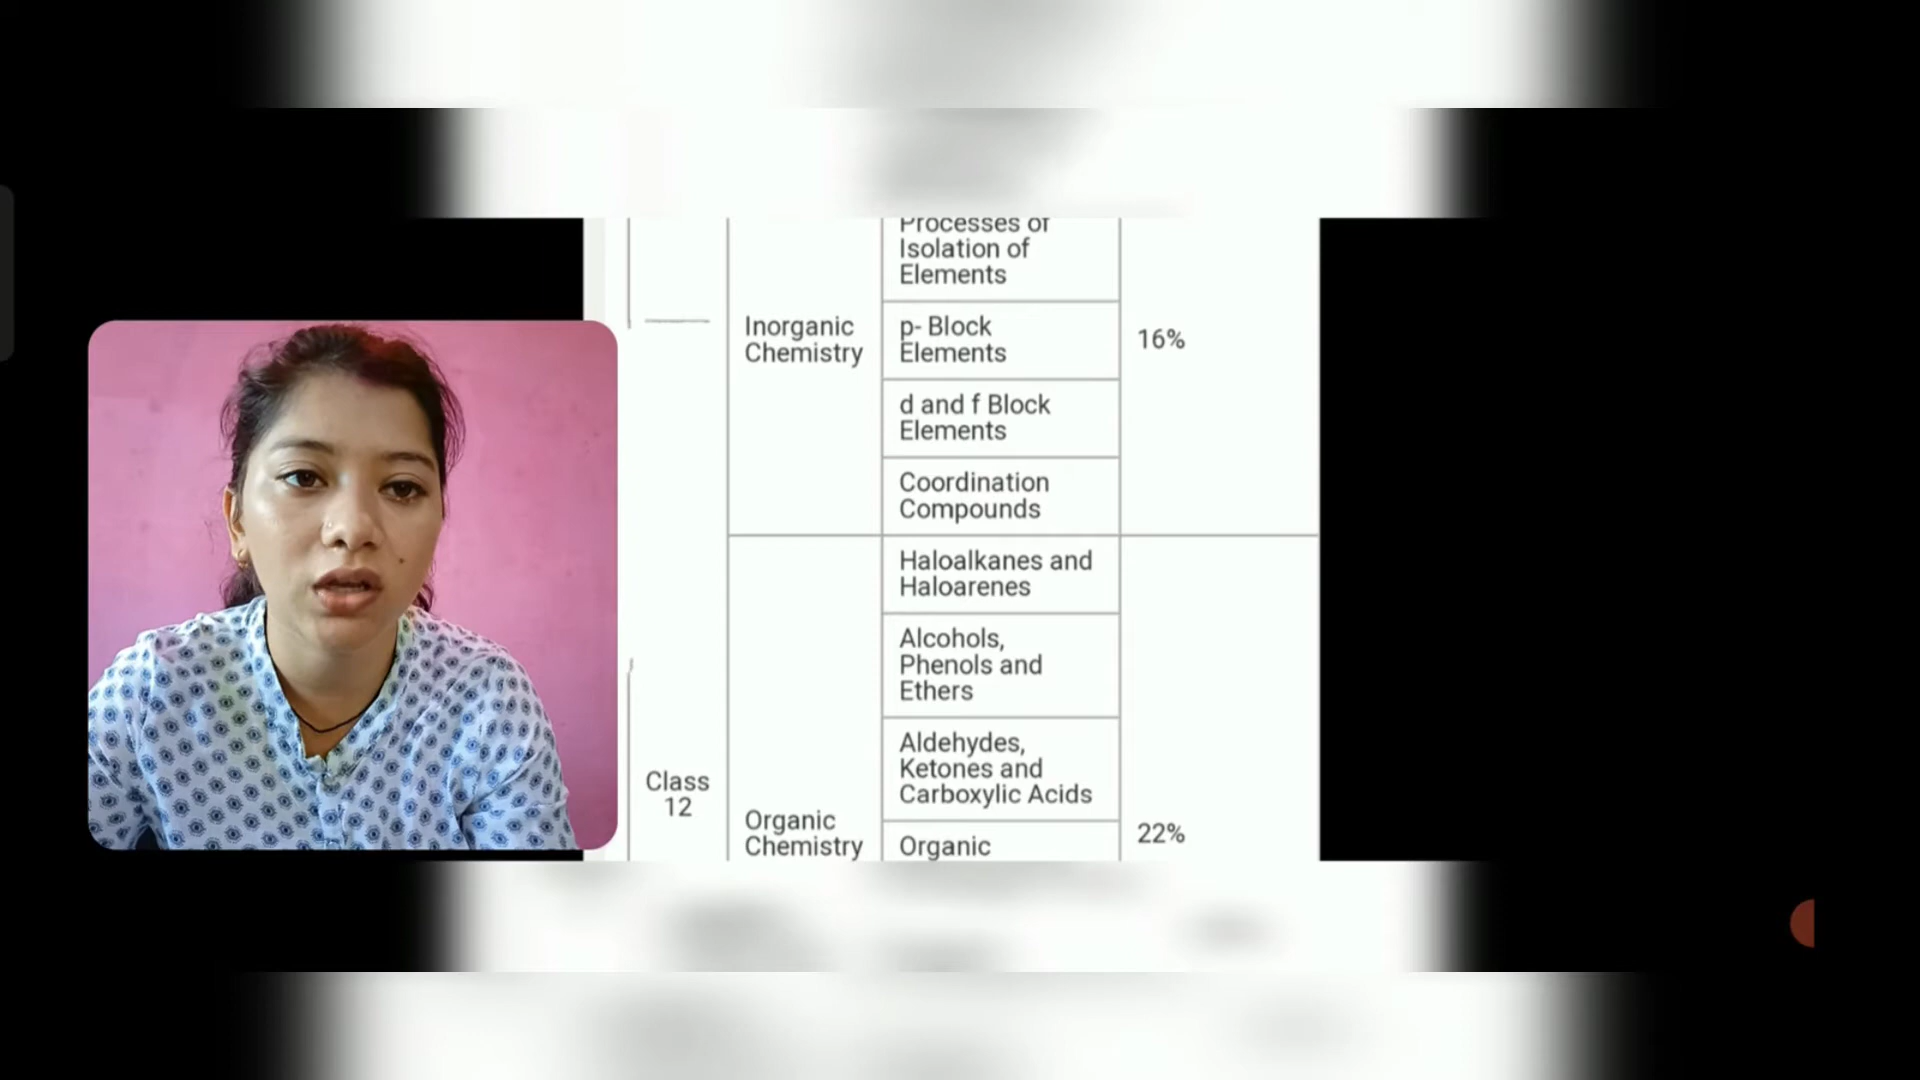 Processes of
Isolation of
Elements
Inorganic
Chemistry
p- Block
Elements
16%
d and f Block
Elements
Coordination
Compounds
Haloalkanes and
Haloarenes
Alcohols,
Phenols and
Ethers
Aldehydes,
Ketones and
Carboxylic Acids
Class
12
Organic
Chemistry
Organic
22%